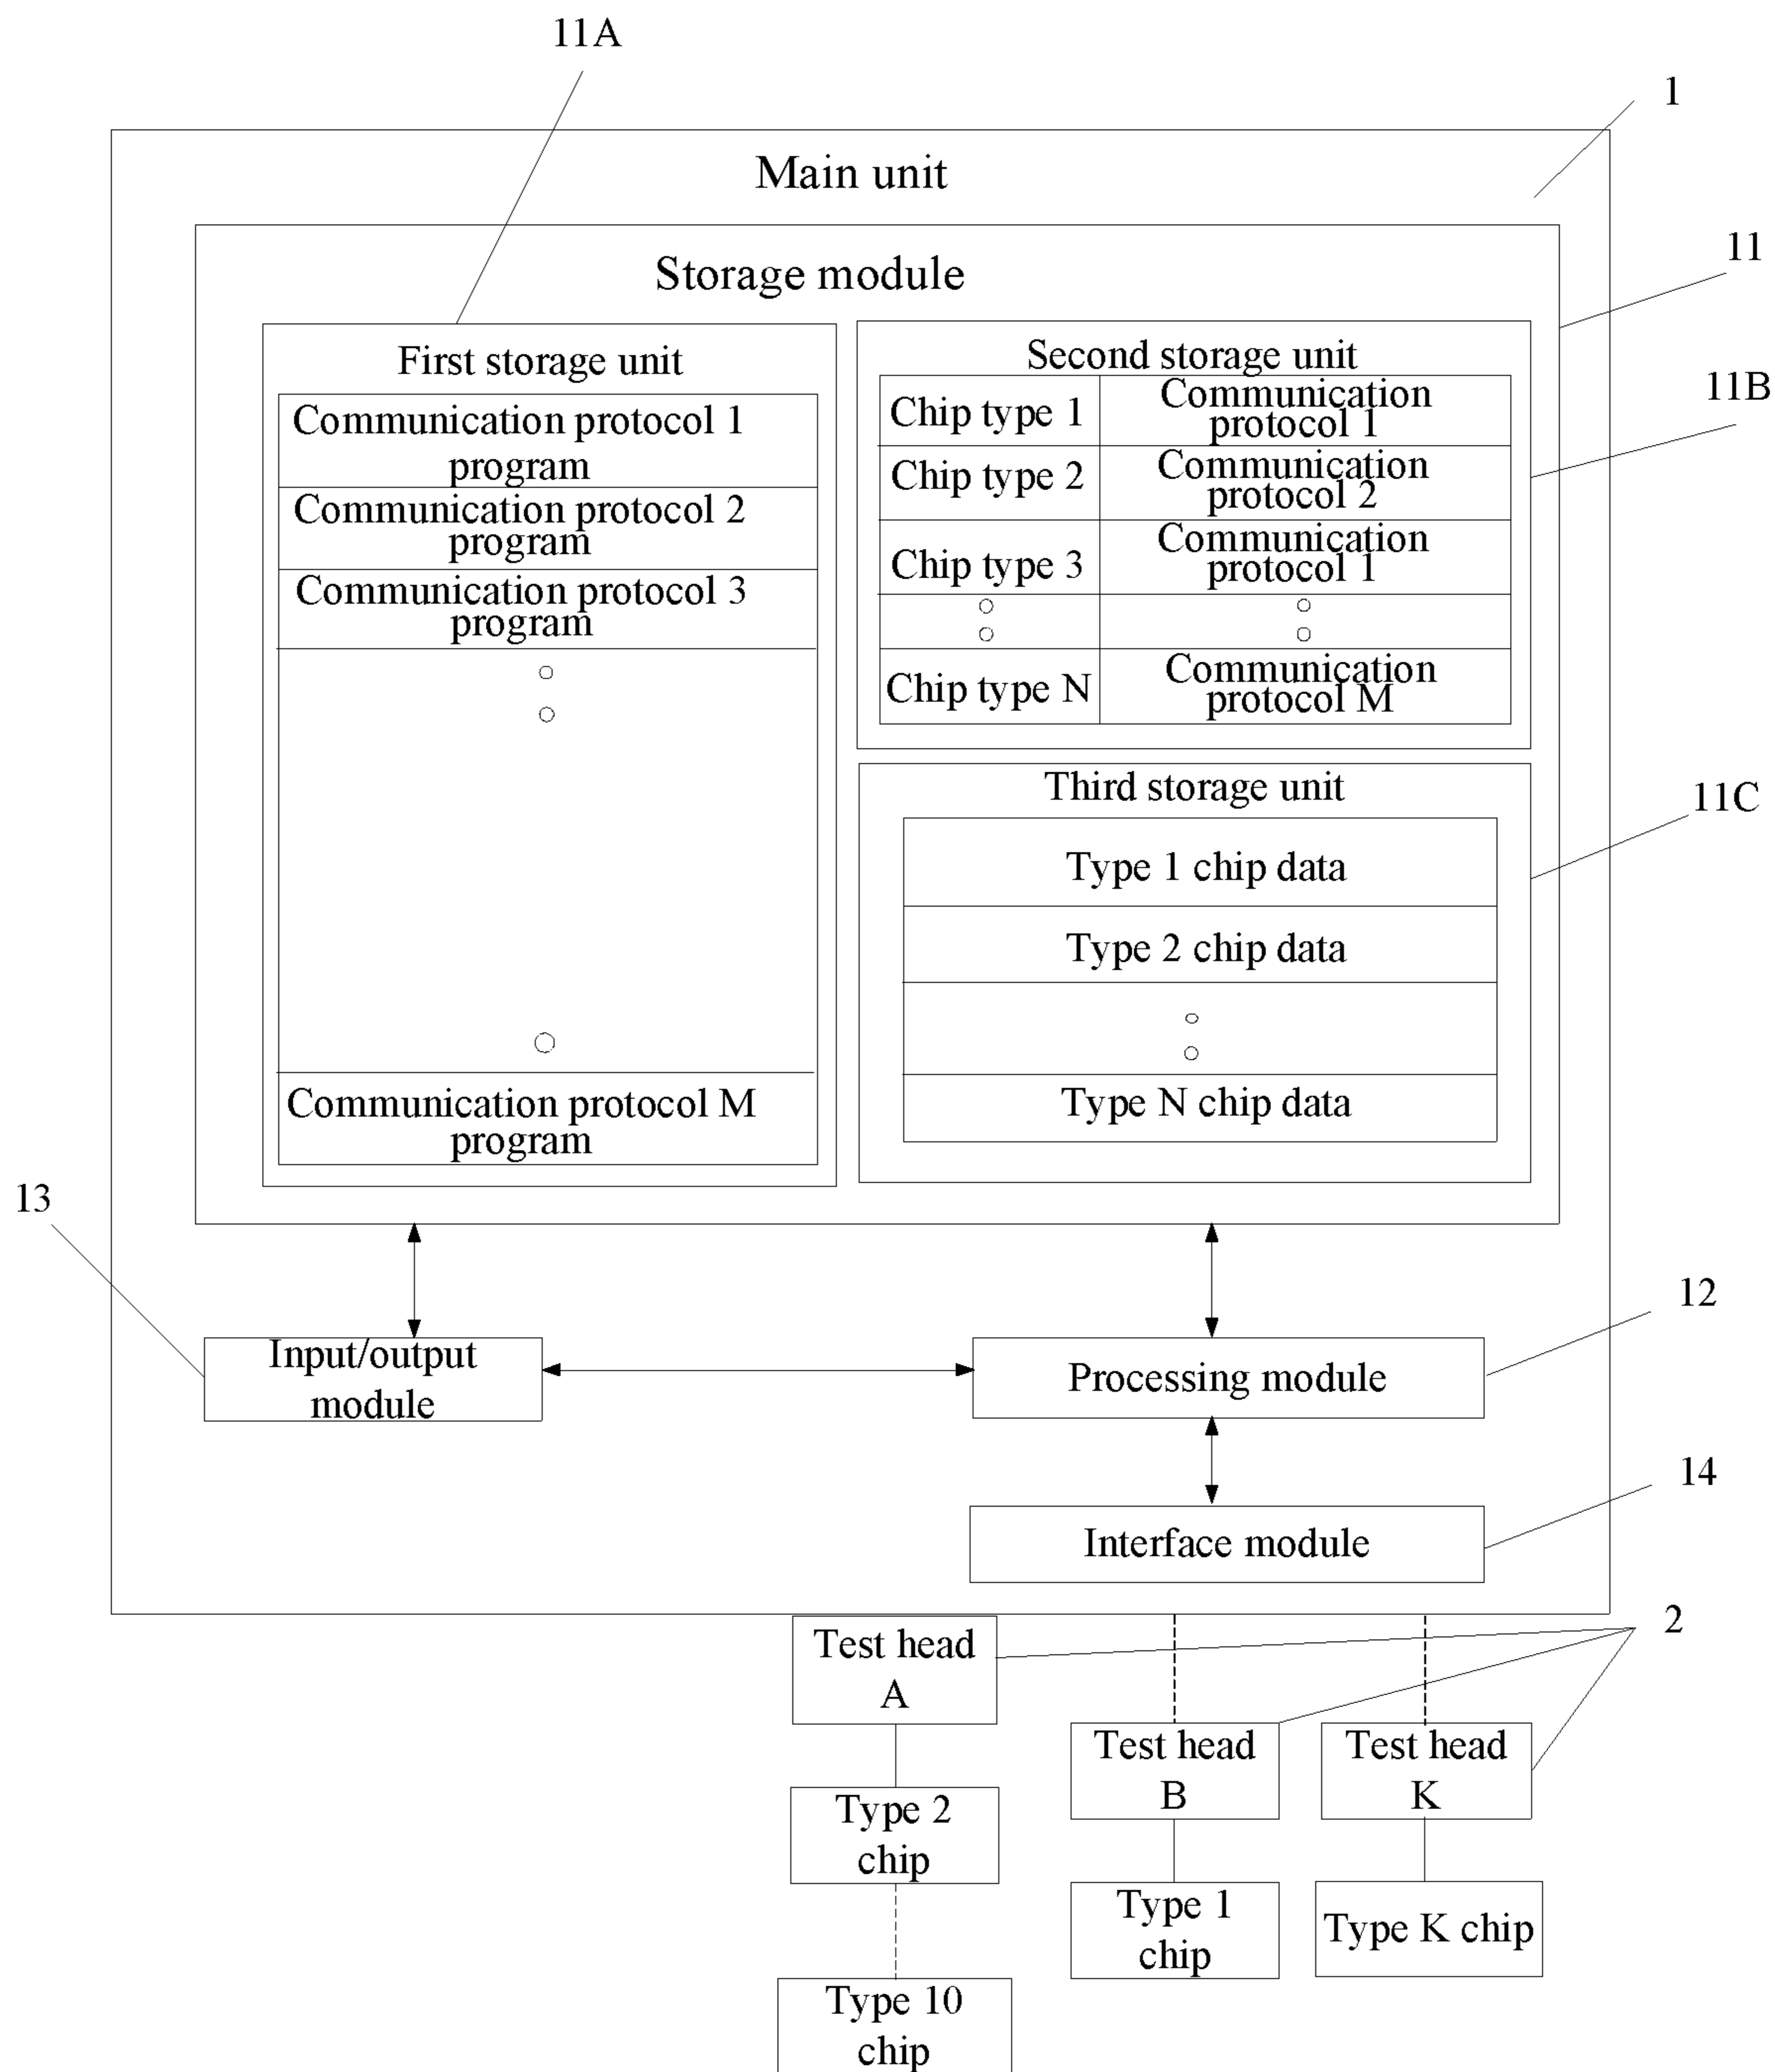 11A
1
Main unit
11
Storage module
First storage unit
Communication protocol 1
program
Communication protocol 2
program
Communication protocol 3
program
Communication protocol M
program
Second storage unit
Chip type 1
Communication
protocol 1
Chip type 2
Communication
protocol 2
Chip type 3
Communication
protocol 1
Chip type N
Communication
protocol M
11B
Third storage unit
11C
Type 1 chip data
Type 2 chip data
Type N chip data
13
12
Input/output
module
Processing module
14
Interface module
2
Test head
A
Test head
B
Test head
K
Type 2
chip
Type 1
chip
Type K chip
Type 10
chip